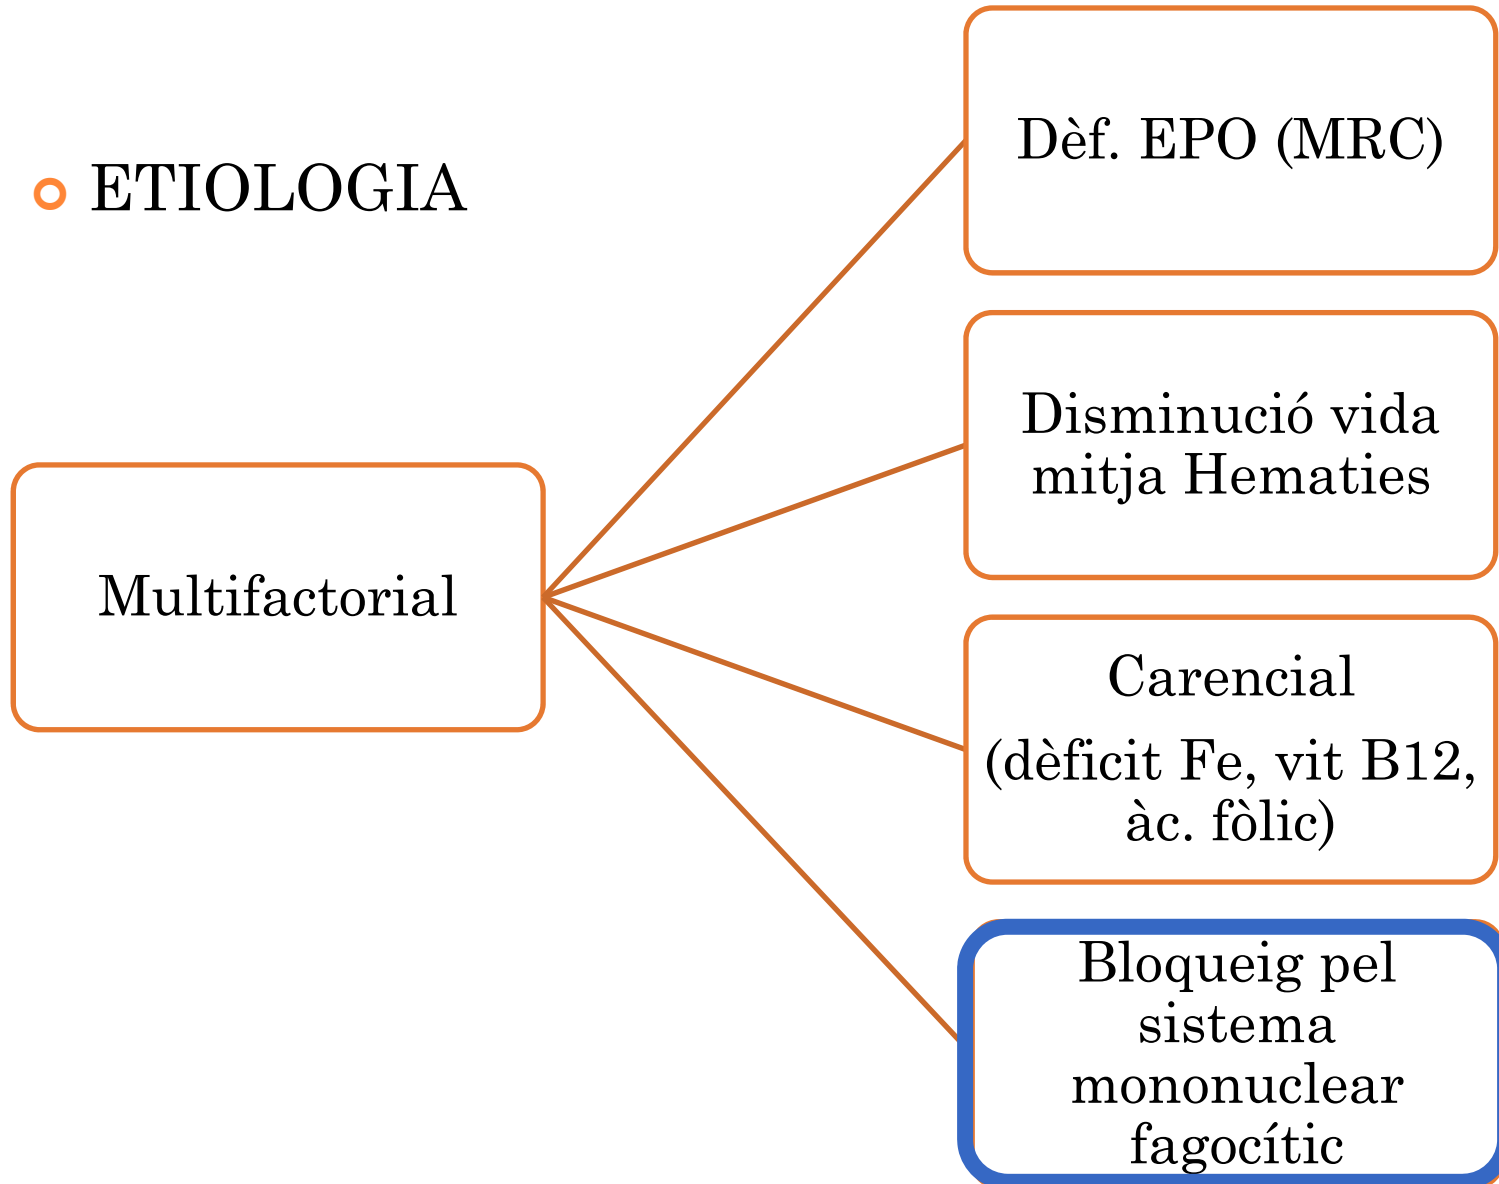 ETIOLOGIA
Multifactorial
Dèf. EPO (MRC)
Disminució vida
mitja Hematies
Carencial
(dèficit Fe, vit B12,
àc. fòlic)
Bloqueig pel
sistema
mononuclear
fagocític